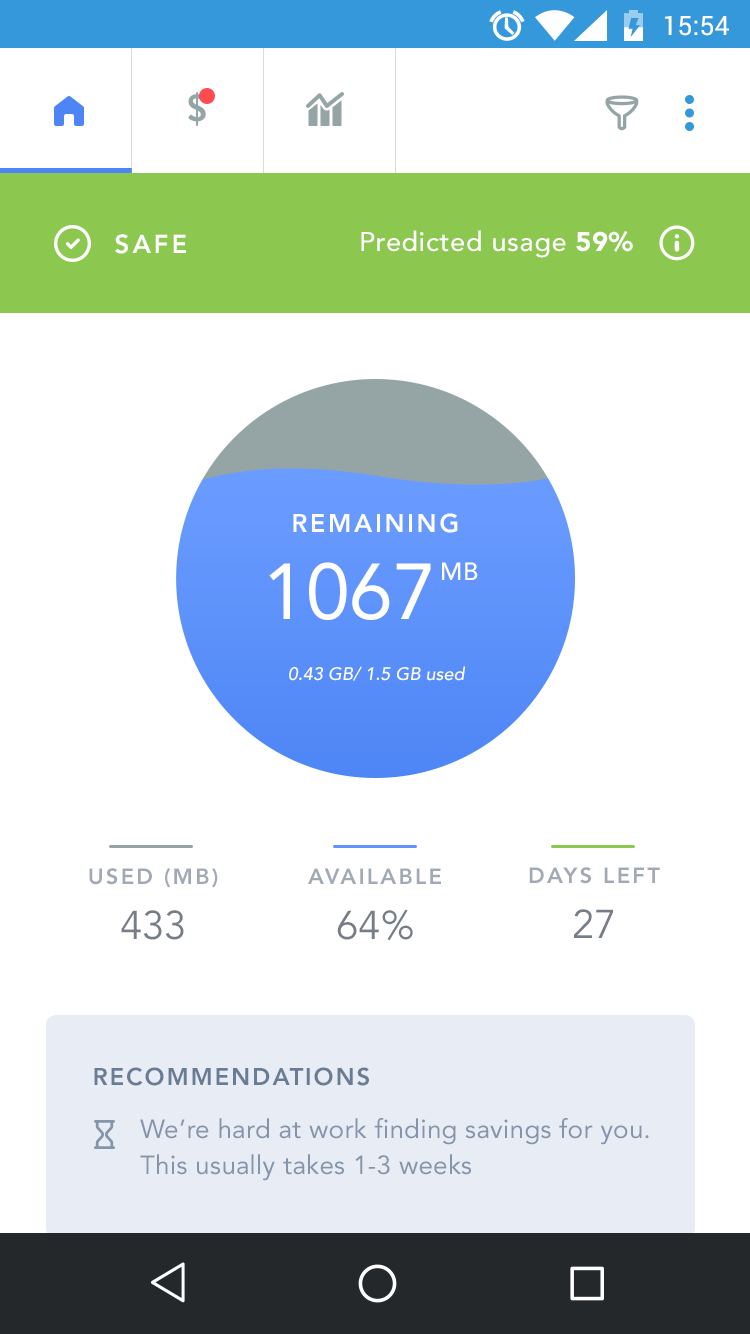 15:54
$
SAFE
Predicted usage 59%
REMAINING
1067 MB
0.43 GB/ 1.5 GB used
USED (MB)
AVAILABLE
DAYS LEFT
433
64%
27
RECOMMENDATIONS
We’re hard at work finding savings for you.
This usually takes 1-3 weeks